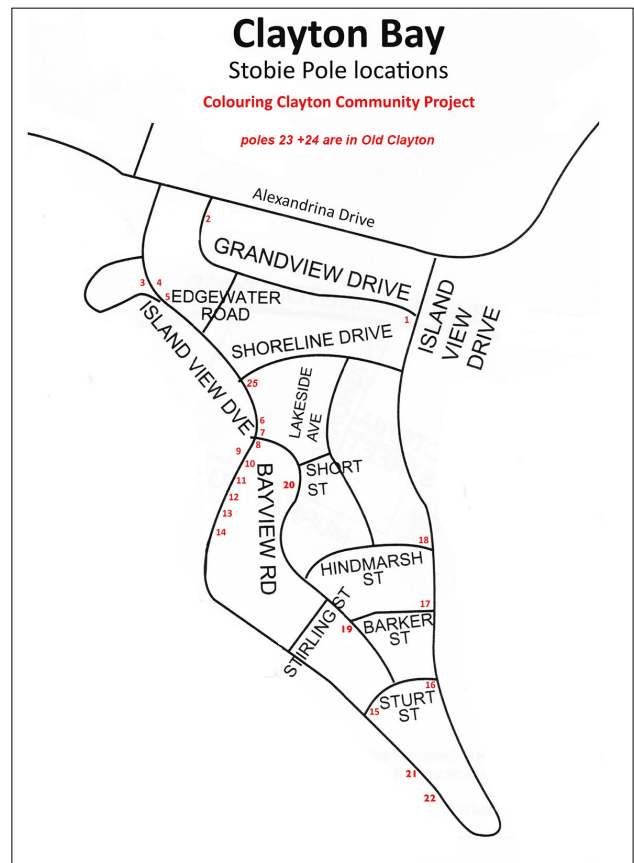 Clayton Bay
Stobie Pole locations
Colouring Clayton Community Project
poles 23 +24 are in Old Clayton
Alexandrina Drive
2
GRANDVIEW DRIVE
3
4
5
EDGEWATER
ROAD
1
ISLAND
VIEW
DRIVE
ISLAND VIEW DVE
SHORELINE DRIVE
25
LAKESIDE
AVE
6
7
8
9
10
11
12
13
14
BAYVIEW RD
20
SHORT
ST
18
HINDMARSH
ST
17
STIRLING ST
19
BARKER
ST
16
15
STURT
ST
21
22